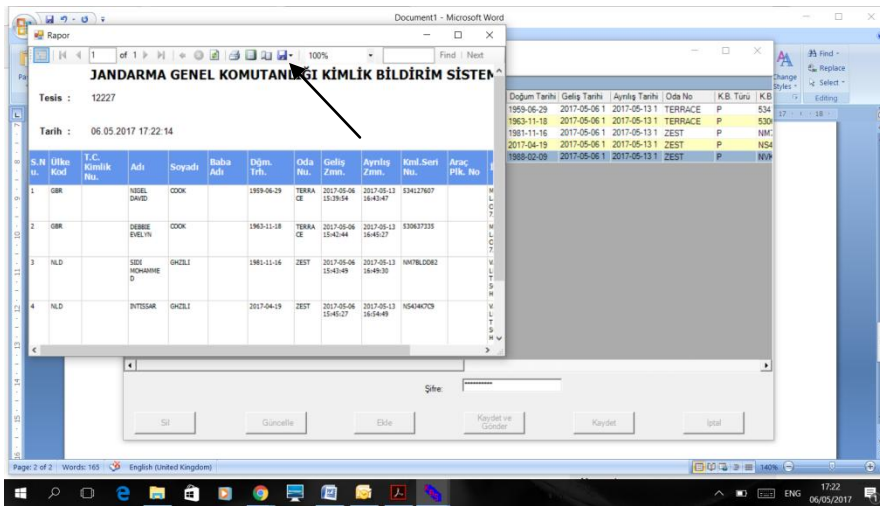 Document1 - Microsoft Word
Rapor
1 of 1 100% Find | Next
JANDARMA GENEL KOMUTANLIĞI KİMLİK BİLDİRİM SİSTEM
Tesis : 12227
Tarih : 06.05.2017 17:22:14
S.N u. Ülke Kod T.C. Kimlik Nu. Adı Soyadı Baba Adı Dğm. Trh. Oda Nu. Geliş Zmn. Ayrılış Zmn. Kml.Seri Nu. Araç Plk. No
1 GBR NIGEL DAVID COOK 1959-06-29 TERRA CE 2017-05-06 15:39:54 2017-05-13 16:43:47 534127607
2 GBR DEBBIE EVELYN COOK 1963-11-18 TERRA CE 2017-05-06 15:42:44 2017-05-13 16:45:27 530637335
3 NLD SIDI MOHAMME D GHZILI 1981-11-16 ZEST 2017-05-06 15:43:49 2017-05-13 16:49:30 NM7BLDD82
4 NLD INTISSAR GHZILI 2017-04-19 ZEST 2017-05-06 15:45:27 2017-05-13 16:54:49 NS4J4K7C9
Doğum Tarihi Geliş Tarihi Ayrılış Tarihi Oda No K.B. Türü K.B
1959-06-29 2017-05-06 1 2017-05-13 1 TERRACE P 534
1963-11-18 2017-05-06 1 2017-05-13 1 TERRACE P 530
1981-11-16 2017-05-06 1 2017-05-13 1 ZEST P NM7
2017-04-19 2017-05-06 1 2017-05-13 1 ZEST P NS4
1988-02-09 2017-05-06 1 2017-05-13 1 ZEST P
Find
Replace
Select
Change Styles
Editing
Şifre:
Sil Güncelle Ekle Kaydet ve Gönder Kaydet İptal
Page: 2 of 2 Words: 165 English (United Kingdom) 140%
ENG 17:22
06/05/2017